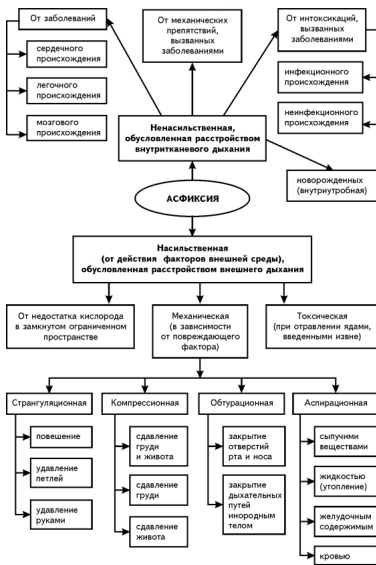 От заболеваний
сердечного
происхождения
легочного
происхождения
мозгового
происхождения
От механических
препятствий,
вызванных
заболеваниями
От интоксикаций,
вызванных
заболеваниями
инфекционного
происхождения
неинфекционного
происхождения
Ненасильственная,
обусловленная расстройством
внутритканевого дыхания
новорожденных
(внутриутробная)
АСФИКСИЯ
Насильственная
(от действия факторов внешней среды),
обусловленная расстройством внешнего дыхания
От недостатка кислорода
в замкнутом ограниченном
пространстве
Механическая
(в зависимости
от повреждающего
фактора)
Токсическая
(при отравлении ядами,
введенными извне)
Странгуляционная
повешение
удавление
петлей
удавление
руками
Компрессионная
сдавление
груди
и живота
сдавление
груди
сдавление
живота
Обтурационная
закрытие
отверстий
рта и носа
закрытие
дыхательных
путей
инородным
телом
Аспирационная
сыпучими
веществами
жидкостью
(утопление)
желудочным
содержимым
кровью